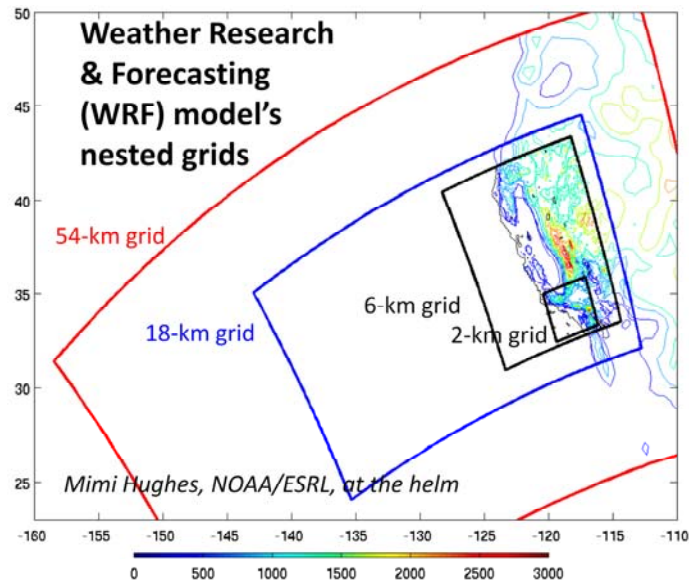 Weather Research
& Forecasting
(WRF) model’s
nested grids
54-km grid
18-km grid
6-km grid
2-km grid
Mimi Hughes, NOAA/ESRL, at the helm
50
45
40
35
30
25
-160 -155 -150 -145 -140 -135 -130 -125 -120 -115 -110
0 500 1000 1500 2000 2500 3000